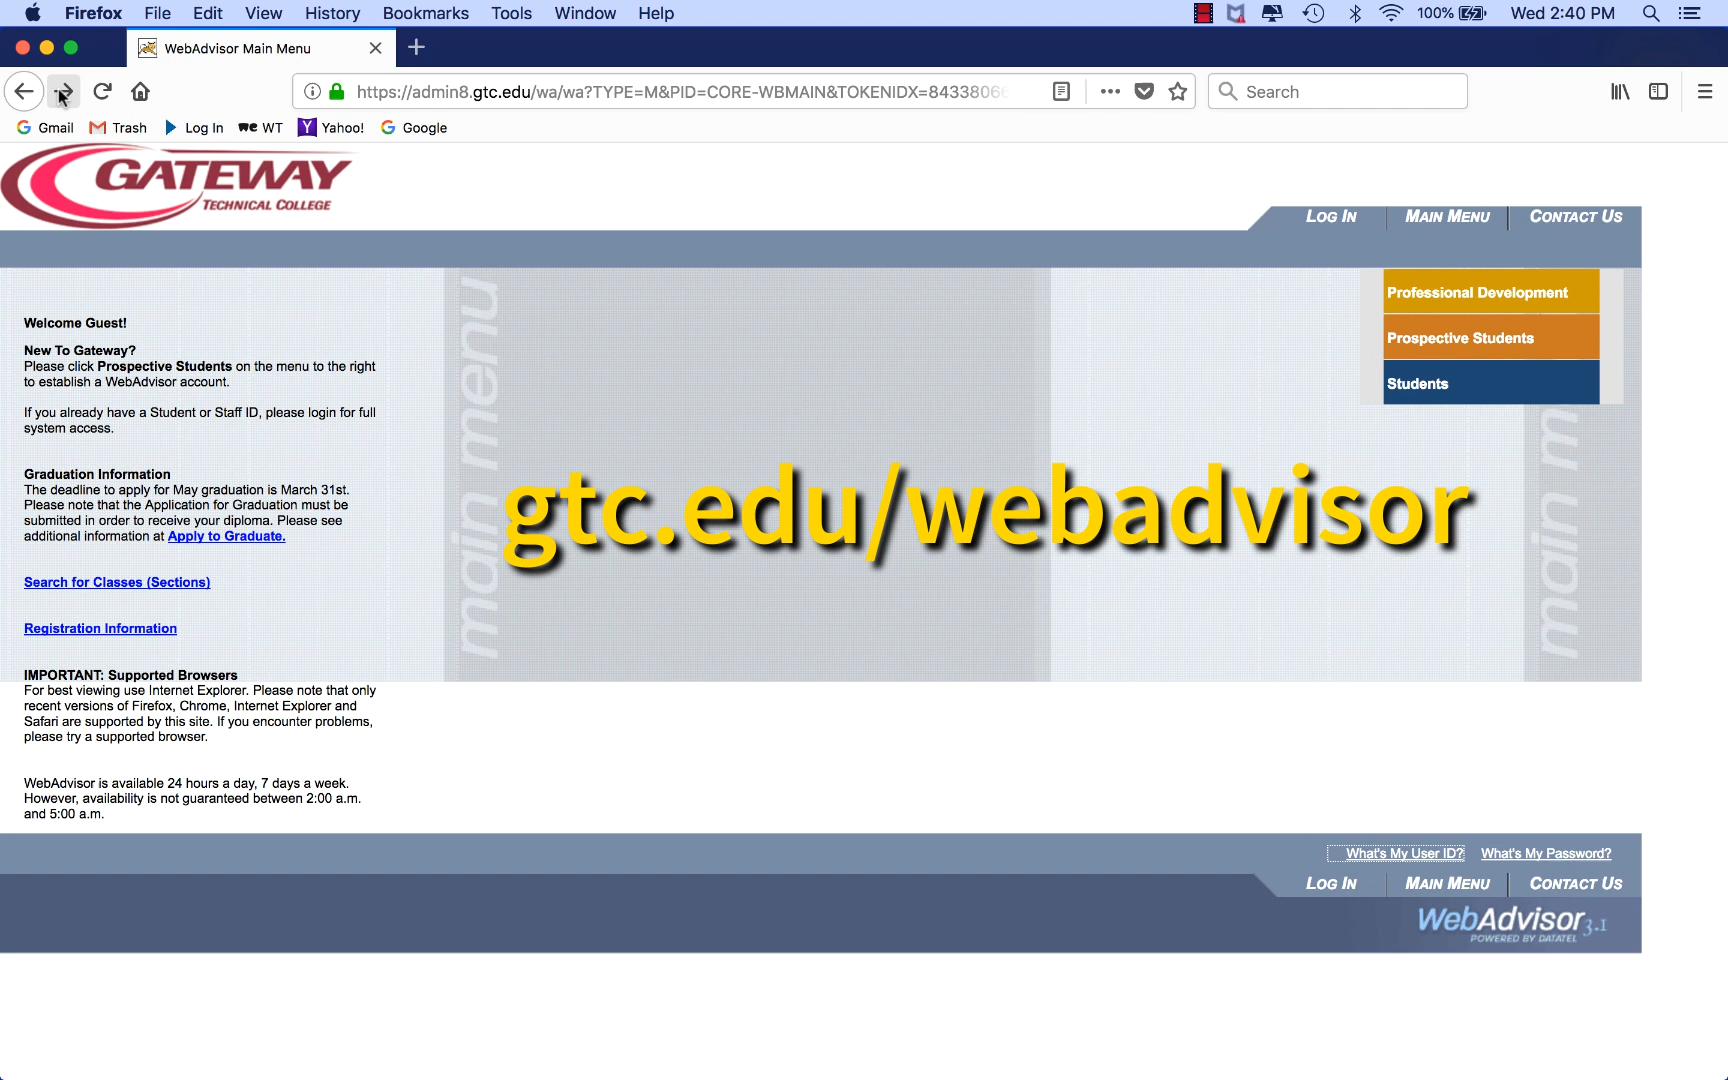 Firefox File Edit View History Bookmarks Tools Window Help 100% Wed 2:40 PM
WebAdvisor Main Menu
https://admin8.gtc.edu/wa/wa?TYPE=M&PID=CORE-WBMAIN&TOKENIDX=8433806 Search
Gmail Trash Log In WT Yahoo! Google
GATEWAY
TECHNICAL COLLEGE
LOG IN MAIN MENU CONTACT US
Professional Development
Prospective Students
Students
Welcome Guest!
New To Gateway?
Please click Prospective Students on the menu to the right
to establish a WebAdvisor account.
If you already have a Student or Staff ID, please login for full
system access.
Graduation Information
The deadline to apply for May graduation is March 31st.
Please note that the Application for Graduation must be
submitted in order to receive your diploma. Please see
additional information at Apply to Graduate.
Search for Classes (Sections)
Registration Information
IMPORTANT: Supported Browsers
For best viewing use Internet Explorer. Please note that only
recent versions of Firefox, Chrome, Internet Explorer and
Safari are supported by this site. If you encounter problems,
please try a supported browser.
WebAdvisor is available 24 hours a day, 7 days a week.
However, availability is not guaranteed between 2:00 a.m.
and 5:00 a.m.
main menu
gtc.edu/webadvisor
main m
What's My User ID? What's My Password?
LOG IN MAIN MENU CONTACT US
WebAdvisor 3.1
POWERED BY DATATEL